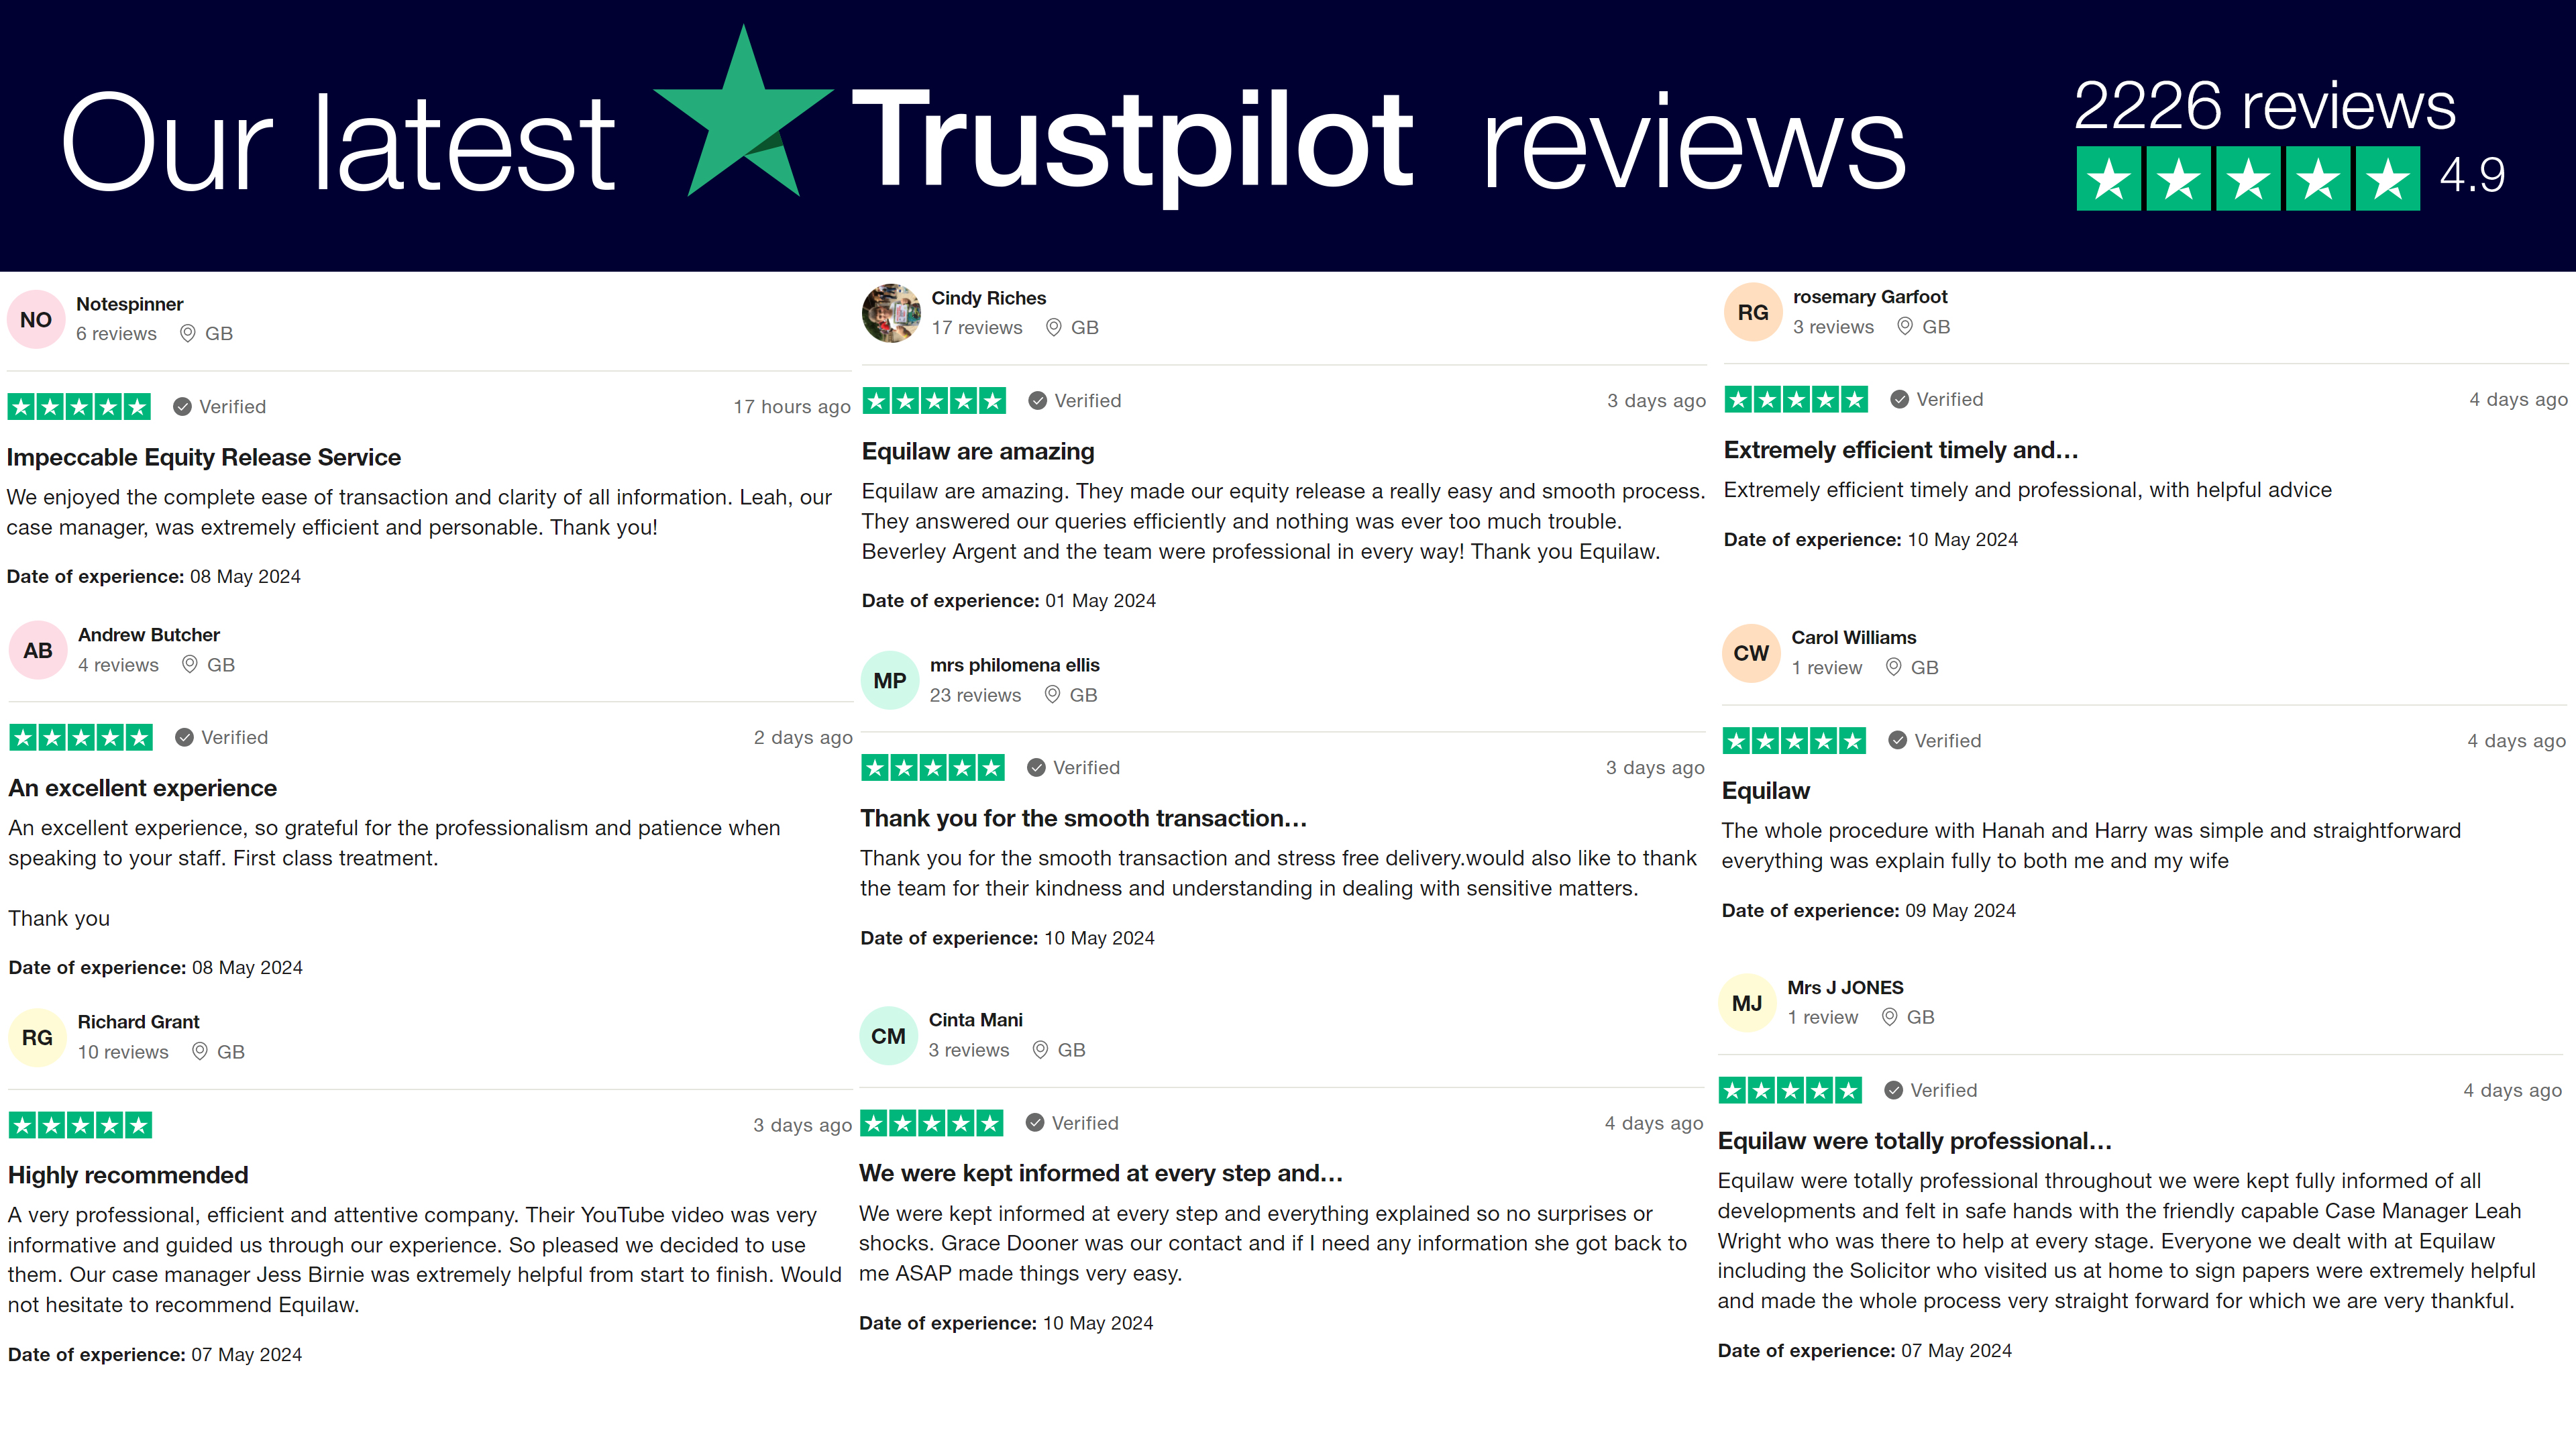 Our latest Trustpilot reviews
2226 reviews
4.9
NO
Notespinner
6 reviews GB
Verified
17 hours ago
Impeccable Equity Release Service
We enjoyed the complete ease of transaction and clarity of all information. Leah, our
case manager, was extremely efficient and personable. Thank you!
Date of experience: 08 May 2024
AB
Andrew Butcher
4 reviews GB
Verified
2 days ago
An excellent experience
An excellent experience, so grateful for the professionalism and patience when
speaking to your staff. First class treatment.
Thank you
Date of experience: 08 May 2024
RG
Richard Grant
10 reviews GB
3 days ago
Highly recommended
A very professional, efficient and attentive company. Their YouTube video was very
informative and guided us through our experience. So pleased we decided to use
them. Our case manager Jess Birnie was extremely helpful from start to finish. Would
not hesitate to recommend Equilaw.
Date of experience: 07 May 2024
Cindy Riches
17 reviews GB
Verified
3 days ago
Equilaw are amazing
Equilaw are amazing. They made our equity release a really easy and smooth process.
They answered our queries efficiently and nothing was ever too much trouble.
Beverley Argent and the team were professional in every way! Thank you Equilaw.
Date of experience: 01 May 2024
MP
mrs philomena ellis
23 reviews GB
Verified
3 days ago
Thank you for the smooth transaction…
Thank you for the smooth transaction and stress free delivery.would also like to thank
the team for their kindness and understanding in dealing with sensitive matters.
Date of experience: 10 May 2024
CM
Cinta Mani
3 reviews GB
Verified
4 days ago
We were kept informed at every step and…
We were kept informed at every step and everything explained so no surprises or
shocks. Grace Dooner was our contact and if I need any information she got back to
me ASAP made things very easy.
Date of experience: 10 May 2024
RG
rosemary Garfoot
3 reviews GB
Verified
4 days ago
Extremely efficient timely and…
Extremely efficient timely and professional, with helpful advice
Date of experience: 10 May 2024
CW
Carol Williams
1 review GB
Verified
4 days ago
Equilaw
The whole procedure with Hanah and Harry was simple and straightforward
everything was explain fully to both me and my wife
Date of experience: 09 May 2024
MJ
Mrs J JONES
1 review GB
Verified
4 days ago
Equilaw were totally professional…
Equilaw were totally professional throughout we were kept fully informed of all
developments and felt in safe hands with the friendly capable Case Manager Leah
Wright who was there to help at every stage. Everyone we dealt with at Equilaw
including the Solicitor who visited us at home to sign papers were extremely helpful
and made the whole process very straight forward for which we are very thankful.
Date of experience: 07 May 2024